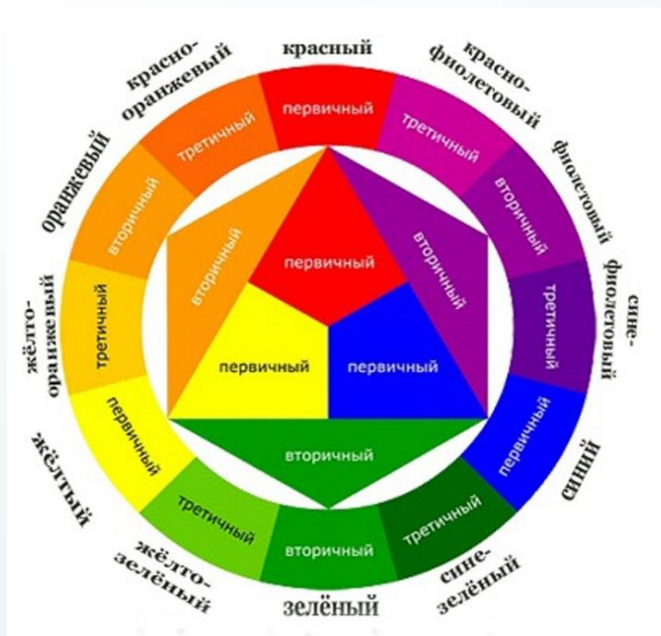 красный
красно-
фиолетовый
фиолетовый
сине-
фиолетовый
синий
сине-
зелёный
зелёный
жёлто-
зелёный
жёлтый
жёлто-
оранжевый
оранжевый
красно-
оранжевый
первичный
третичный
вторичный
третичный
первичный
третичный
вторичный
третичный
первичный
третичный
вторичный
третичный
первичный
вторичный
вторичный
первичный
первичный
вторичный